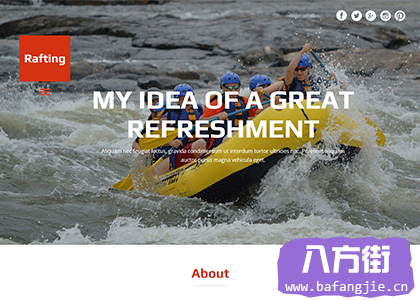 Rafting
MY IDEA OF A GREAT
REFRESHMENT
Aliquam nec feugiat lectus, gravida condimentum ut interdum tortor ultricies nec. Praesent aliquam
auctor purus magna vehicula eget.
About
八方街
www.bafangjie.cn